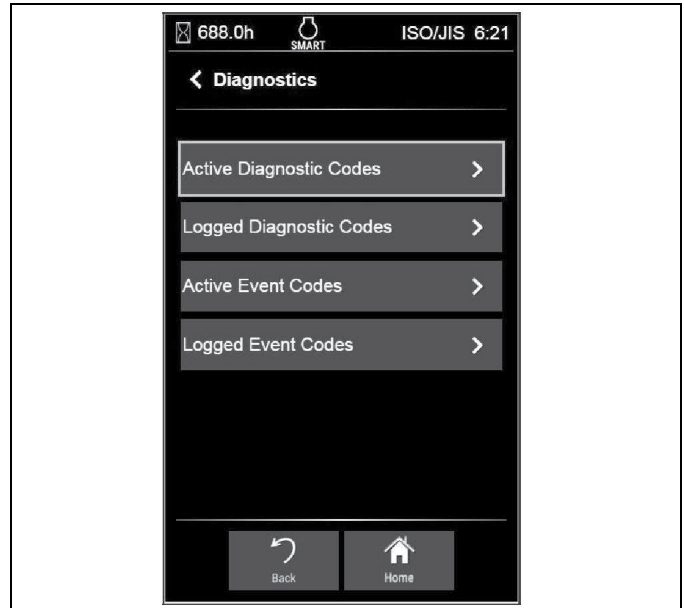 688.0h SMART ISO/JIS 6:21
Diagnostics
Active Diagnostic Codes
Logged Diagnostic Codes
Active Event Codes
Logged Event Codes
Back Home